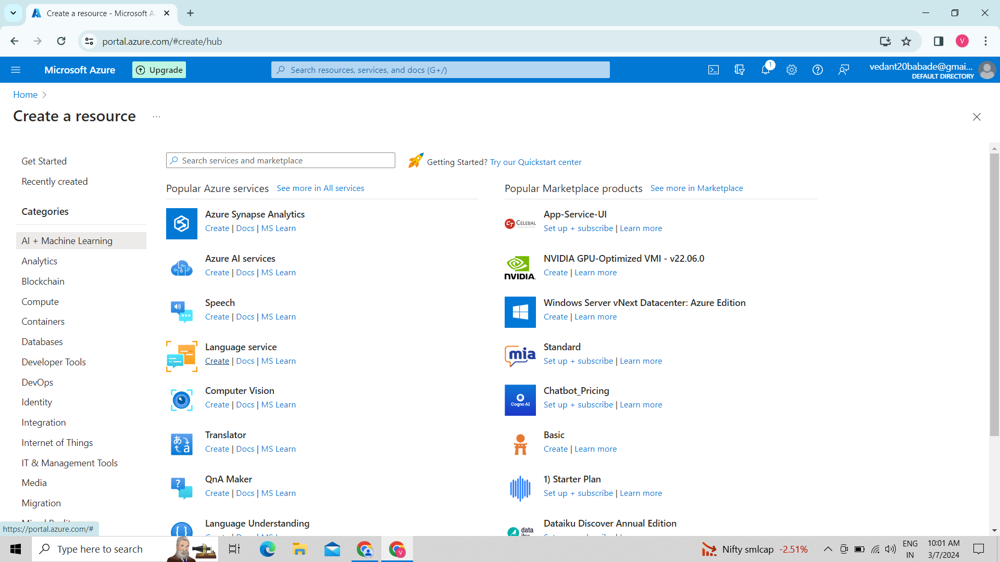 Create a resource - Microsoft A
portal.azure.com/#create/hub
V
Microsoft Azure
Upgrade
Search resources, services, and docs (G+/)
1
vedant20babade@gmai...
DEFAULT DIRECTORY
Home
Create a resource
...
Get Started
Recently created
Categories
AI + Machine Learning
Analytics
Blockchain
Compute
Containers
Databases
Developer Tools
DevOps
Identity
Integration
Internet of Things
IT & Management Tools
Media
Migration
https://portal.azure.com/#
Search services and marketplace
Getting Started? Try our Quickstart center
Popular Azure services See more in All services
Azure Synapse Analytics
Create | Docs | MS Learn
Azure AI services
Create | Docs | MS Learn
Speech
Create | Docs | MS Learn
Language service
Create | Docs | MS Learn
Computer Vision
Create | Docs | MS Learn
Translator
Create | Docs | MS Learn
QnA Maker
Create | Docs | MS Learn
Language Understanding
Popular Marketplace products See more in Marketplace
CT CELEBAL
App-Service-UI
Set up + subscribe | Learn more
NVIDIA
NVIDIA GPU-Optimized VMI - v22.06.0
Create | Learn more
Windows Server vNext Datacenter: Azure Edition
Create | Learn more
mia
Standard
Set up + subscribe | Learn more
Cogno AI
Chatbot_Pricing
Set up + subscribe | Learn more
Basic
Create | Learn more
1) Starter Plan
Set up + subscribe | Learn more
data
iku
Dataiku Discover Annual Edition
Type here to search
Nifty smlcap -2.51%
ENG
IN
10:01 AM
3/7/2024